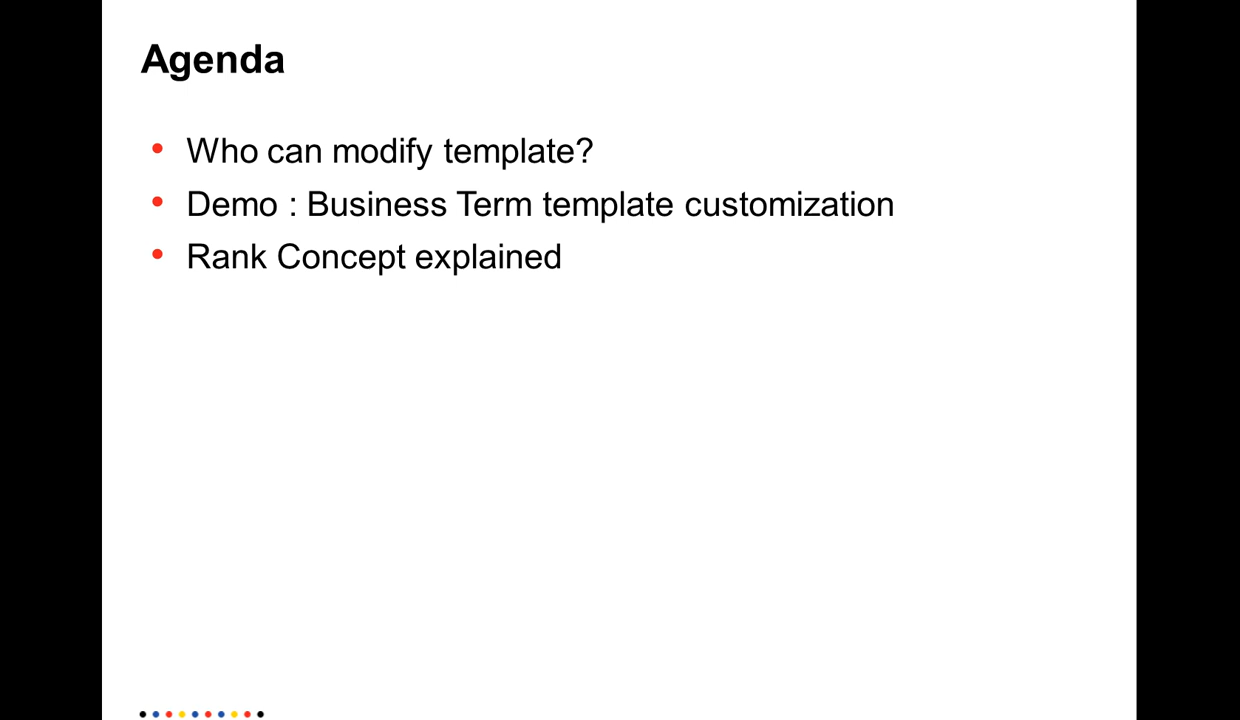 Agenda
• Who can modify template?
• Demo : Business Term template customization
• Rank Concept explained